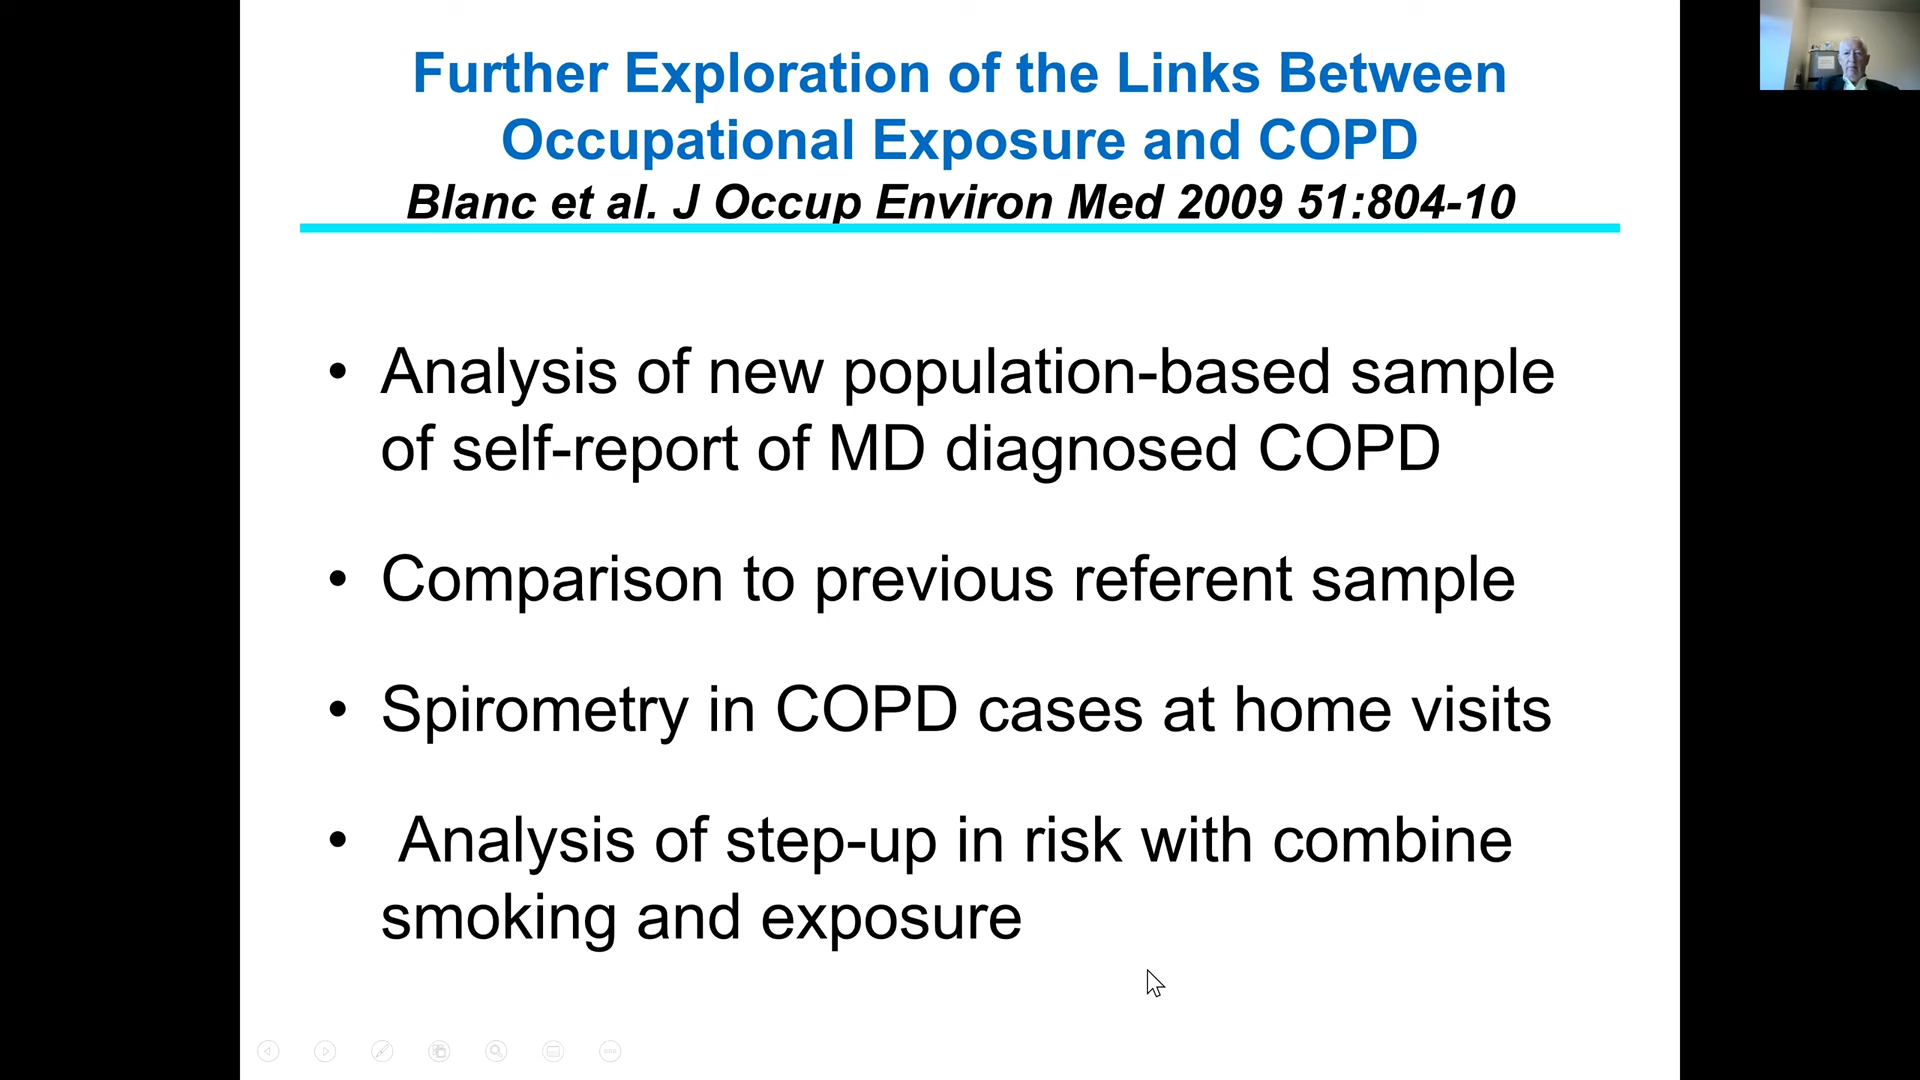 Further Exploration of the Links Between
Occupational Exposure and COPD
Blanc et al. J Occup Environ Med 2009 51:804-10
• Analysis of new population-based sample
of self-report of MD diagnosed COPD
• Comparison to previous referent sample
• Spirometry in COPD cases at home visits
• Analysis of step-up in risk with combine
smoking and exposure